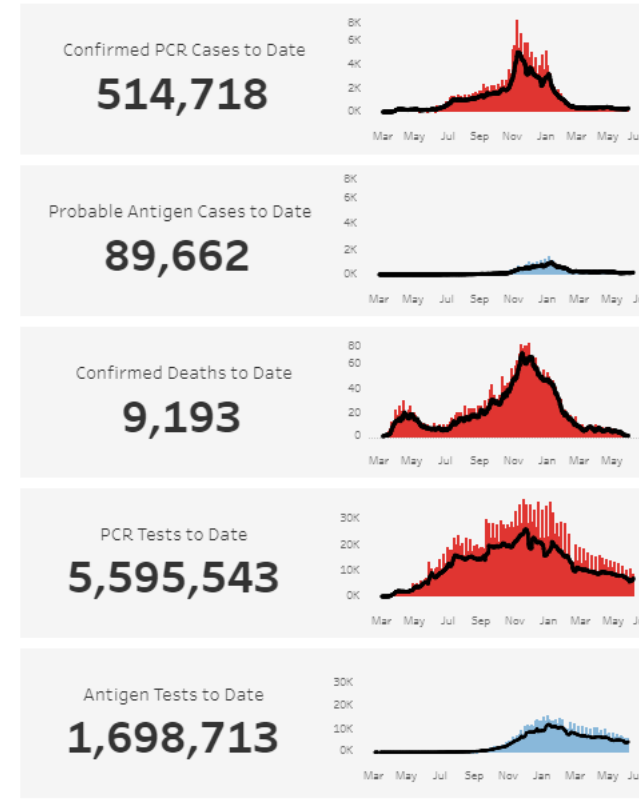 Confirmed PCR Cases to Date
514,718
8K
6K
4K
2K
0K
Mar May Jul Sep Nov Jan Mar May Ju
Probable Antigen Cases to Date
89,662
8K
6K
4K
2K
0K
Mar May Jul Sep Nov Jan Mar May
Confirmed Deaths to Date
9,193
80
60
40
20
0
Mar May Jul Sep Nov Jan Mar May
PCR Tests to Date
5,595,543
30K
20K
10K
0K
Mar May Jul Sep Nov Jan Mar May
Antigen Tests to Date
1,698,713
30K
20K
10K
0K
Mar May Jul Sep Nov Jan Mar May Ju